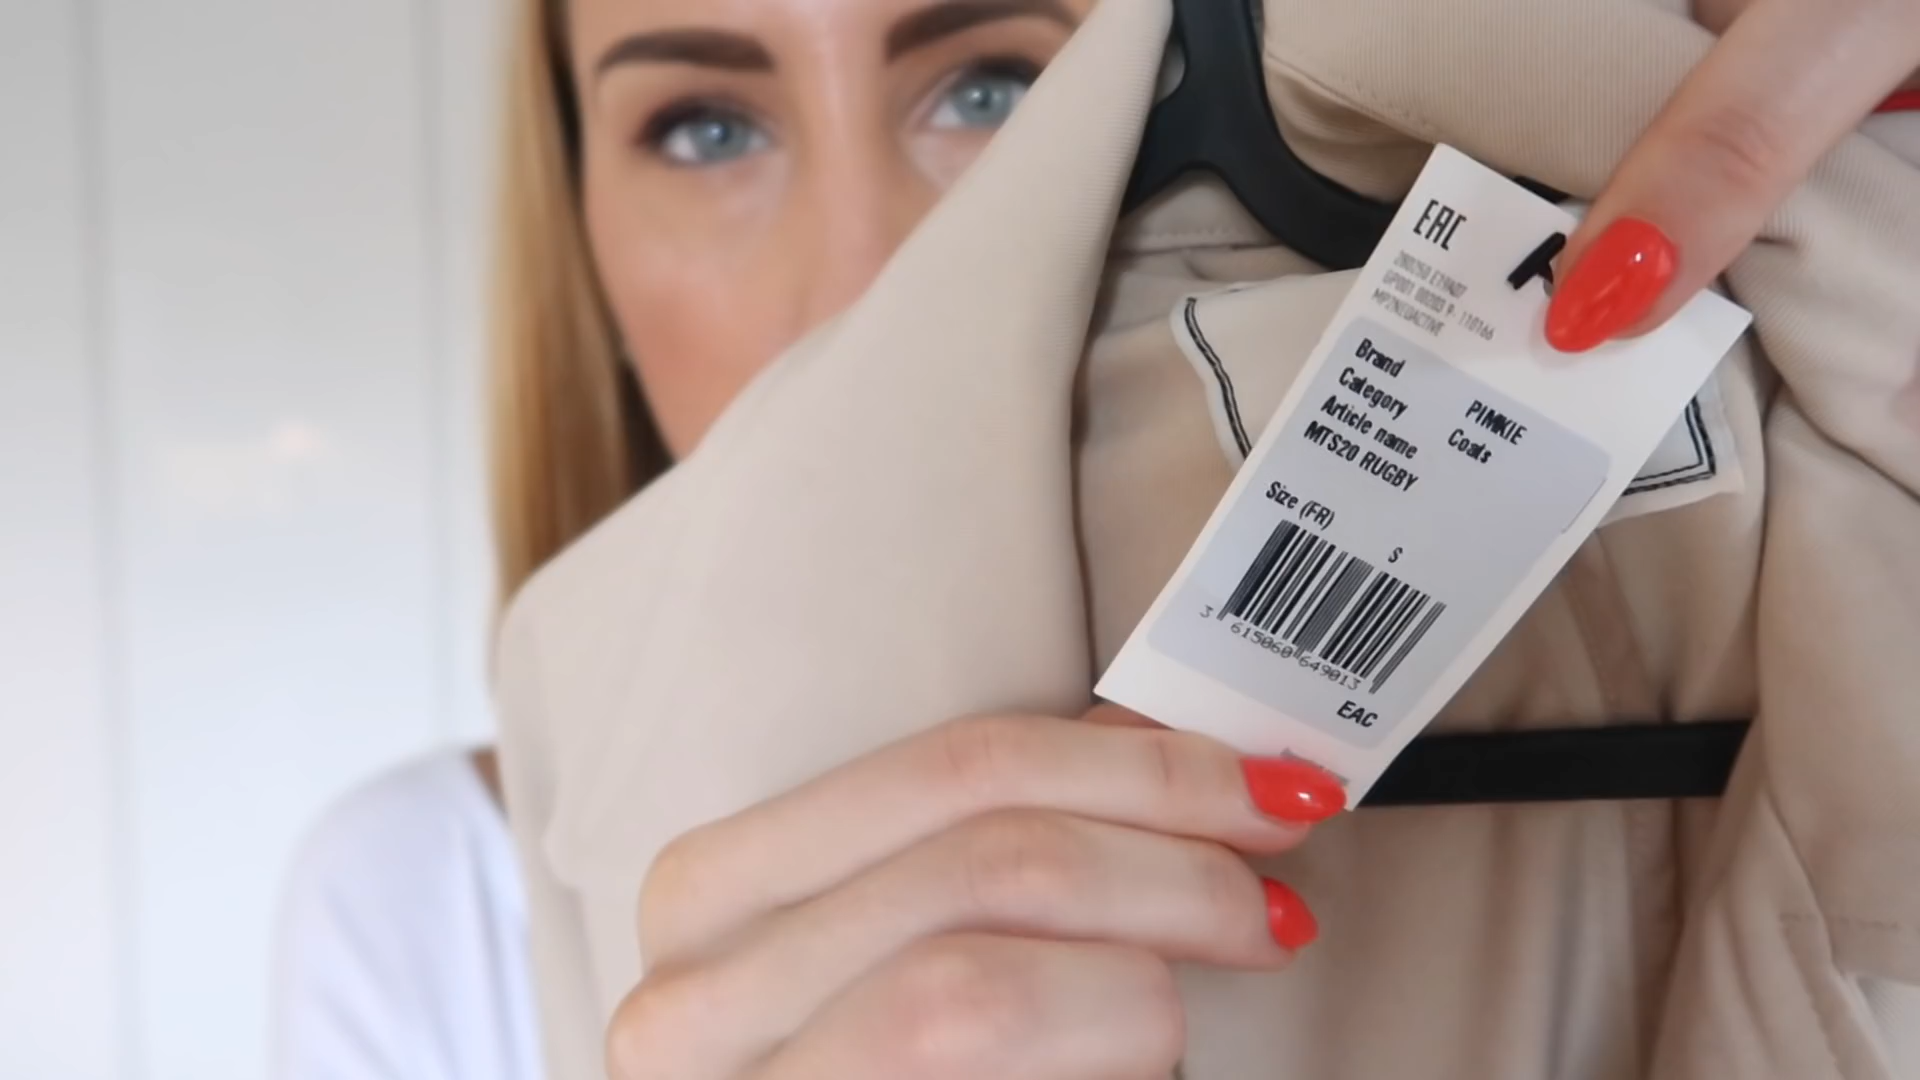 EAC
Brand PIMKIE
Category Coats
Article name
MTS20 RUGBY
Size (FR) S
3 615060 649013
EAC